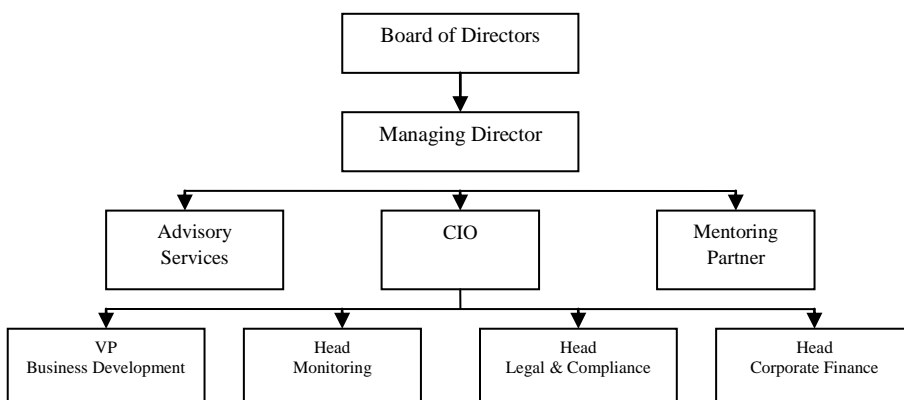 Board of Directors
Managing Director
Advisory
Services
CIO
Mentoring
Partner
VP
Business Development
Head
Monitoring
Head
Legal & Compliance
Head
Corporate Finance